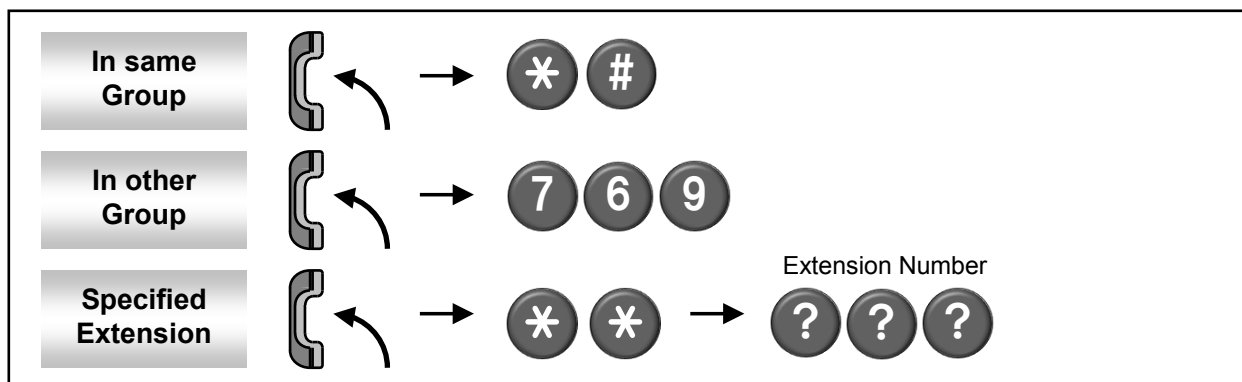 In same
Group
* #
In other
Group
7 6 9
Extension Number
Specified
Extension
* * ? ? ?